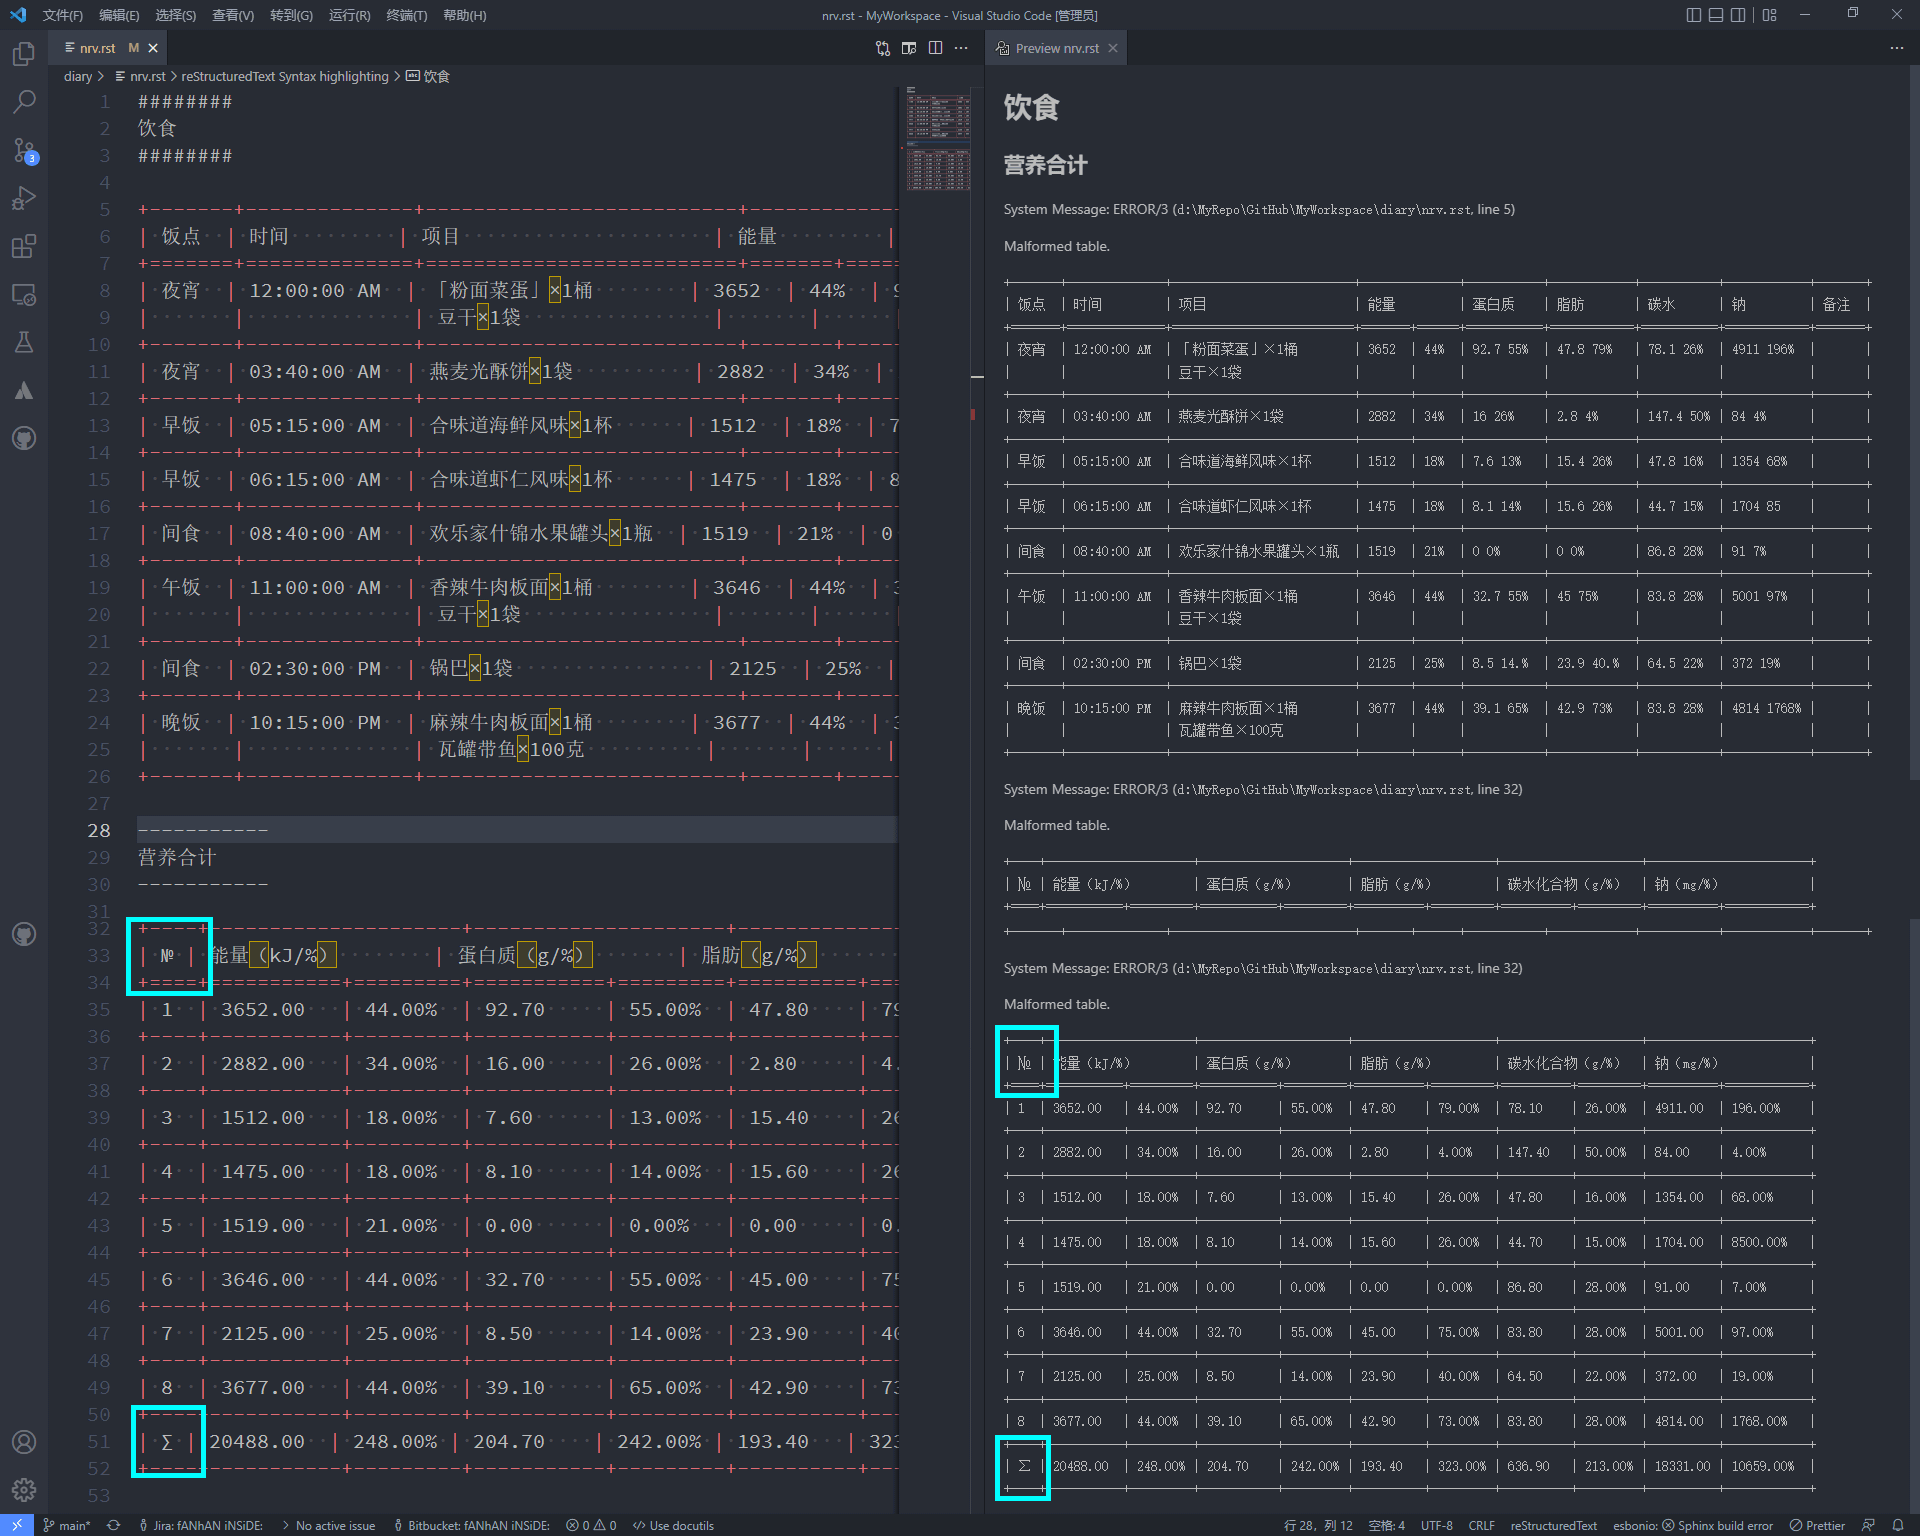 文件(F) 编辑(E) 选择(S) 查看(V) 转到(G) 运行(R) 终端(T) 帮助(H)
nrv.rst - MyWorkspace - Visual Studio Code [管理员]
nrv.rst M
Preview nrv.rst
diary > nrv.rst > reStructuredText Syntax highlighting > 饮食
3
1 ########
2 饮食
3 ########
4
5 +-------+--------------+--------------------------+-------------
6 | 饭点 | 时间 | 项目 | 能量 |
7 +=======+==============+==========================+=======+=====
8 | 夜宵 | 12:00:00 AM | 「粉面菜蛋」×1桶 | 3652 | 44% | 9
9 | | | 豆干×1袋 | | |
10 +-------+--------------+--------------------------+-------+-----
11 | 夜宵 | 03:40:00 AM | 燕麦光酥饼×1袋 | 2882 | 34% |
12 +-------+--------------+--------------------------+-------+-----
13 | 早饭 | 05:15:00 AM | 合味道海鲜风味×1杯 | 1512 | 18% | 7
14 +-------+--------------+--------------------------+-------+-----
15 | 早饭 | 06:15:00 AM | 合味道虾仁风味×1杯 | 1475 | 18% | 8
16 +-------+--------------+--------------------------+-------+-----
17 | 间食 | 08:40:00 AM | 欢乐家什锦水果罐头×1瓶 | 1519 | 21% | 0
18 +-------+--------------+--------------------------+-------+-----
19 | 午饭 | 11:00:00 AM | 香辣牛肉板面×1桶 | 3646 | 44% | 3
20 | | | 豆干×1袋 | | |
21 +-------+--------------+--------------------------+-------+-----
22 | 间食 | 02:30:00 PM | 锅巴×1袋 | 2125 | 25% |
23 +-------+--------------+--------------------------+-------+-----
24 | 晚饭 | 10:15:00 PM | 麻辣牛肉板面×1桶 | 3677 | 44% | 3
25 | | | 瓦罐带鱼×100克 | | |
26 +-------+--------------+--------------------------+-------+-----
27
28 -----------
29 营养合计
30 -----------
31
32 +----+---------------------+---------------------+-------------
33 | № | 能量（kJ/%） | 蛋白质（g/%） | 脂肪（g/%）
34 +====+===========+=========+===========+=========+==========+===
35 | 1 | 3652.00 | 44.00% | 92.70 | 55.00% | 47.80 | 79
36 +----+-----------+---------+-----------+---------+----------+---
37 | 2 | 2882.00 | 34.00% | 16.00 | 26.00% | 2.80 | 4.
38 +----+-----------+---------+-----------+---------+----------+---
39 | 3 | 1512.00 | 18.00% | 7.60 | 13.00% | 15.40 | 26
40 +----+-----------+---------+-----------+---------+----------+---
41 | 4 | 1475.00 | 18.00% | 8.10 | 14.00% | 15.60 | 26
42 +----+-----------+---------+-----------+---------+----------+---
43 | 5 | 1519.00 | 21.00% | 0.00 | 0.00% | 0.00 | 0.
44 +----+-----------+---------+-----------+---------+----------+---
45 | 6 | 3646.00 | 44.00% | 32.70 | 55.00% | 45.00 | 75
46 +----+-----------+---------+-----------+---------+----------+---
47 | 7 | 2125.00 | 25.00% | 8.50 | 14.00% | 23.90 | 40
48 +----+-----------+---------+-----------+---------+----------+---
49 | 8 | 3677.00 | 44.00% | 39.10 | 65.00% | 42.90 | 73
50 +----+-----------+---------+-----------+---------+----------+---
51 | ∑ | 20488.00 | 248.00% | 204.70 | 242.00% | 193.40 | 323
52 +----+-----------+---------+-----------+---------+----------+---
53
饮食
营养合计
System Message: ERROR/3 (d:\MyRepo\GitHub\MyWorkspace\diary\nrv.rst, line 5)
Malformed table.
| 饭点 | 时间 | 项目 | 能量 | 蛋白质 | 脂肪 | 碳水 | 钠 | 备注 |
| 夜宵 | 12:00:00 AM | 「粉面菜蛋」×1桶 | 3652 | 44% | 92.7 55% | 47.8 79% | 78.1 26% | 4911 196% | |
| | | 豆干×1袋 | | | | | | | |
| 夜宵 | 03:40:00 AM | 燕麦光酥饼×1袋 | 2882 | 34% | 16 26% | 2.8 4% | 147.4 50% | 84 4% | |
| 早饭 | 05:15:00 AM | 合味道海鲜风味×1杯 | 1512 | 18% | 7.6 13% | 15.4 26% | 47.8 16% | 1354 68% | |
| 早饭 | 06:15:00 AM | 合味道虾仁风味×1杯 | 1475 | 18% | 8.1 14% | 15.6 26% | 44.7 15% | 1704 85 | |
| 间食 | 08:40:00 AM | 欢乐家什锦水果罐头×1瓶 | 1519 | 21% | 0 0% | 0 0% | 86.8 28% | 91 7% | |
| 午饭 | 11:00:00 AM | 香辣牛肉板面×1桶 | 3646 | 44% | 32.7 55% | 45 75% | 83.8 28% | 5001 97% | |
| | | 豆干×1袋 | | | | | | | |
| 间食 | 02:30:00 PM | 锅巴×1袋 | 2125 | 25% | 8.5 14.% | 23.9 40.% | 64.5 22% | 372 19% | |
| 晚饭 | 10:15:00 PM | 麻辣牛肉板面×1桶 | 3677 | 44% | 39.1 65% | 42.9 73% | 83.8 28% | 4814 1768% | |
| | | 瓦罐带鱼×100克 | | | | | | | |
System Message: ERROR/3 (d:\MyRepo\GitHub\MyWorkspace\diary\nrv.rst, line 32)
Malformed table.
| № | 能量（kJ/%） | 蛋白质（g/%） | 脂肪（g/%） | 碳水化合物（g/%） | 钠（mg/%） |
System Message: ERROR/3 (d:\MyRepo\GitHub\MyWorkspace\diary\nrv.rst, line 32)
Malformed table.
| № | 能量（kJ/%） | 蛋白质（g/%） | 脂肪（g/%） | 碳水化合物（g/%） | 钠（mg/%） |
| 1 | 3652.00 | 44.00% | 92.70 | 55.00% | 47.80 | 79.00% | 78.10 | 26.00% | 4911.00 | 196.00% |
| 2 | 2882.00 | 34.00% | 16.00 | 26.00% | 2.80 | 4.00% | 147.40 | 50.00% | 84.00 | 4.00% |
| 3 | 1512.00 | 18.00% | 7.60 | 13.00% | 15.40 | 26.00% | 47.80 | 16.00% | 1354.00 | 68.00% |
| 4 | 1475.00 | 18.00% | 8.10 | 14.00% | 15.60 | 26.00% | 44.70 | 15.00% | 1704.00 | 8500.00% |
| 5 | 1519.00 | 21.00% | 0.00 | 0.00% | 0.00 | 0.00% | 86.80 | 28.00% | 91.00 | 7.00% |
| 6 | 3646.00 | 44.00% | 32.70 | 55.00% | 45.00 | 75.00% | 83.80 | 28.00% | 5001.00 | 97.00% |
| 7 | 2125.00 | 25.00% | 8.50 | 14.00% | 23.90 | 40.00% | 64.50 | 22.00% | 372.00 | 19.00% |
| 8 | 3677.00 | 44.00% | 39.10 | 65.00% | 42.90 | 73.00% | 83.80 | 28.00% | 4814.00 | 1768.00% |
| ∑ | 20488.00 | 248.00% | 204.70 | 242.00% | 193.40 | 323.00% | 636.90 | 213.00% | 18331.00 | 10659.00% |
main* Jira: fANhAN iNSiDE: > No active issue Bitbucket: fANhAN iNSiDE: 0 0 </> Use docutils 行 28，列 12 空格: 4 UTF-8 CRLF reStructuredText esbonio: Sphinx build error Prettier